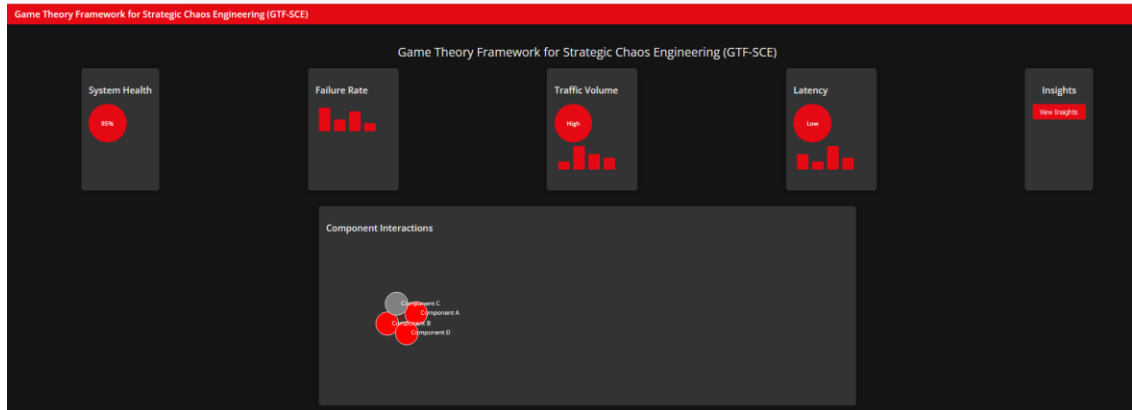 Game Theory Framework for Strategic Chaos Engineering (GTF-SCE)
Game Theory Framework for Strategic Chaos Engineering (GTF-SCE)
System Health
85%
Failure Rate
Traffic Volume
High
Latency
Low
Insights
View Insights
Component Interactions
Component C
Component A
Component B
Component D